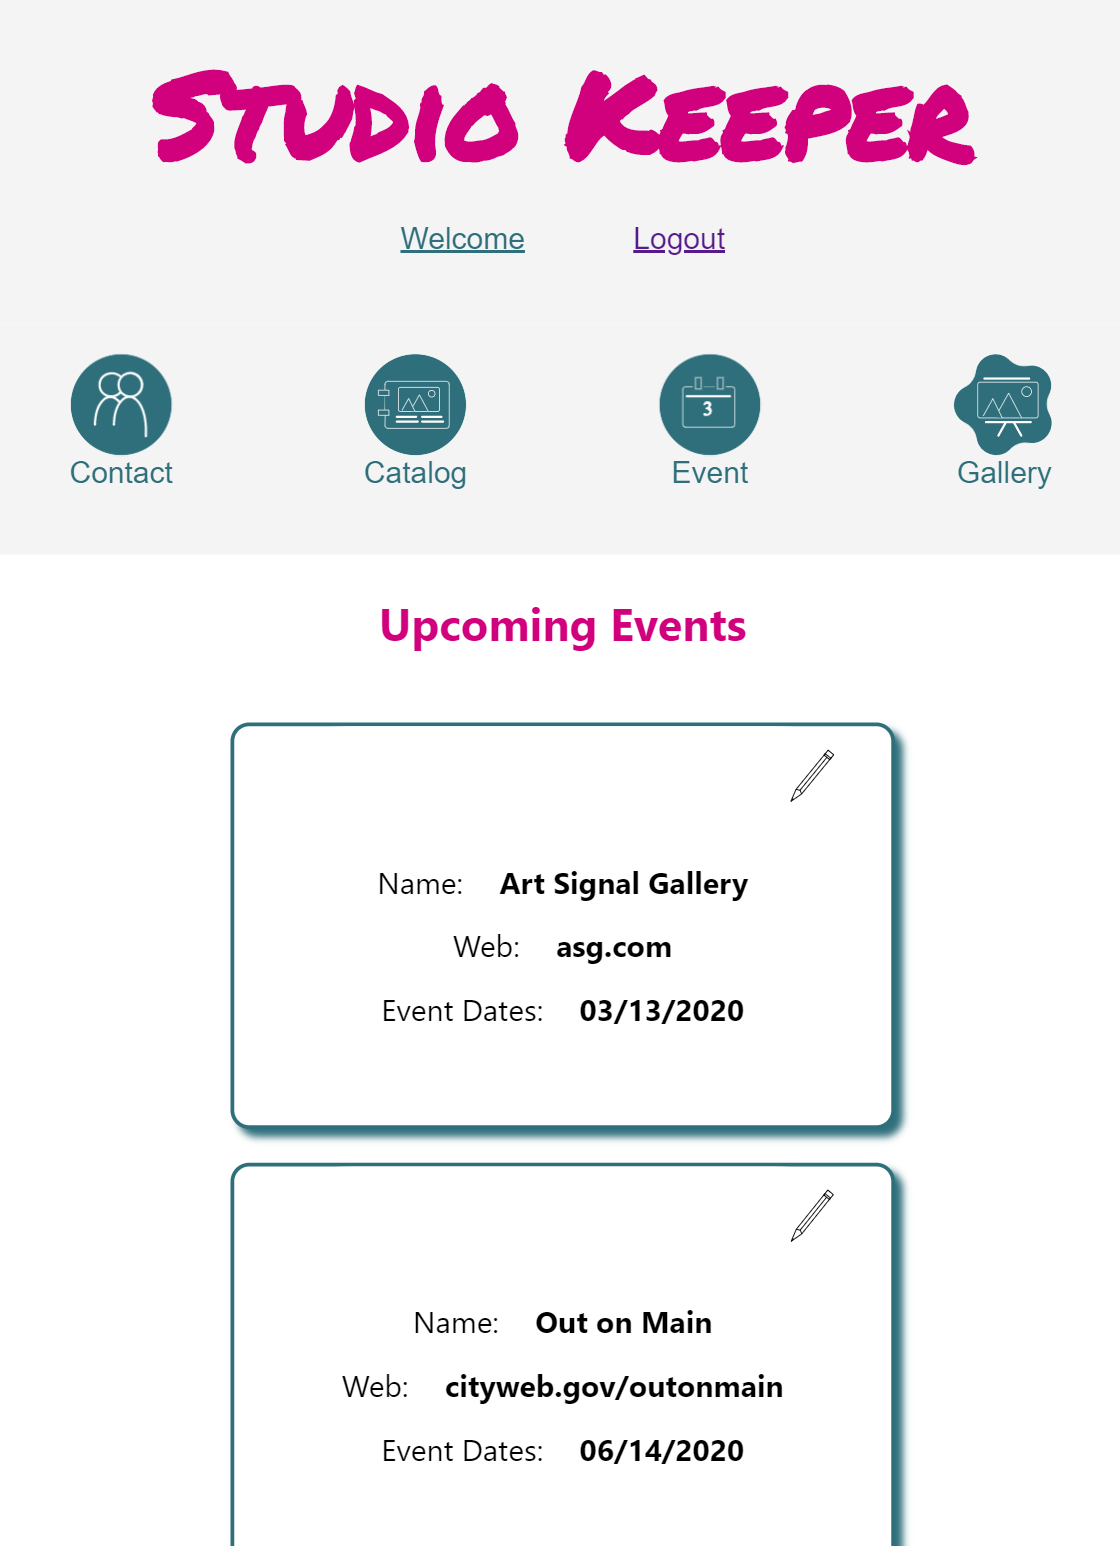 Studio Keeper
Welcome Logout
3
Contact Catalog Event Gallery
Upcoming Events
Name: Art Signal Gallery
Web: asg.com
Event Dates: 03/13/2020
Name: Out on Main
Web: cityweb.gov/outonmain
Event Dates: 06/14/2020